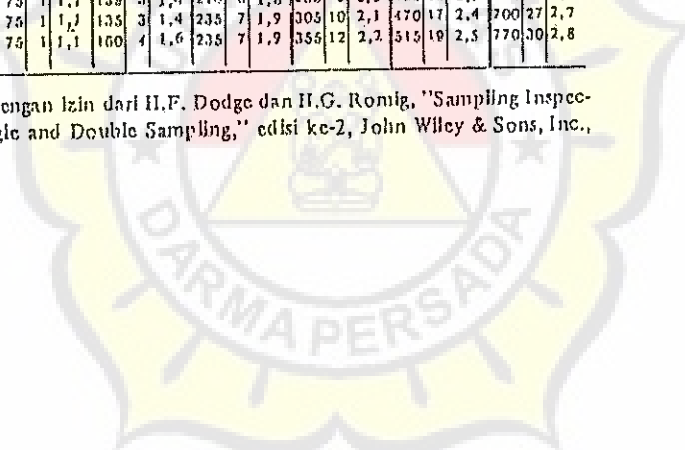 75 1 1,1 135 3 1,4 235 7 1,9 305 10 2,1 470 17 2,4 700 27 2,7
75 1 1,1 160 4 1,6 235 7 1,9 355 12 2,2 515 19 2,5 770 30 2,8
engan izin dari H.F. Dodge dan H.G. Romig, "Sampling Inspec-
gle and Double Sampling," edisi ke-2, John Wiley & Sons, Inc.,
DARMA PERSADA